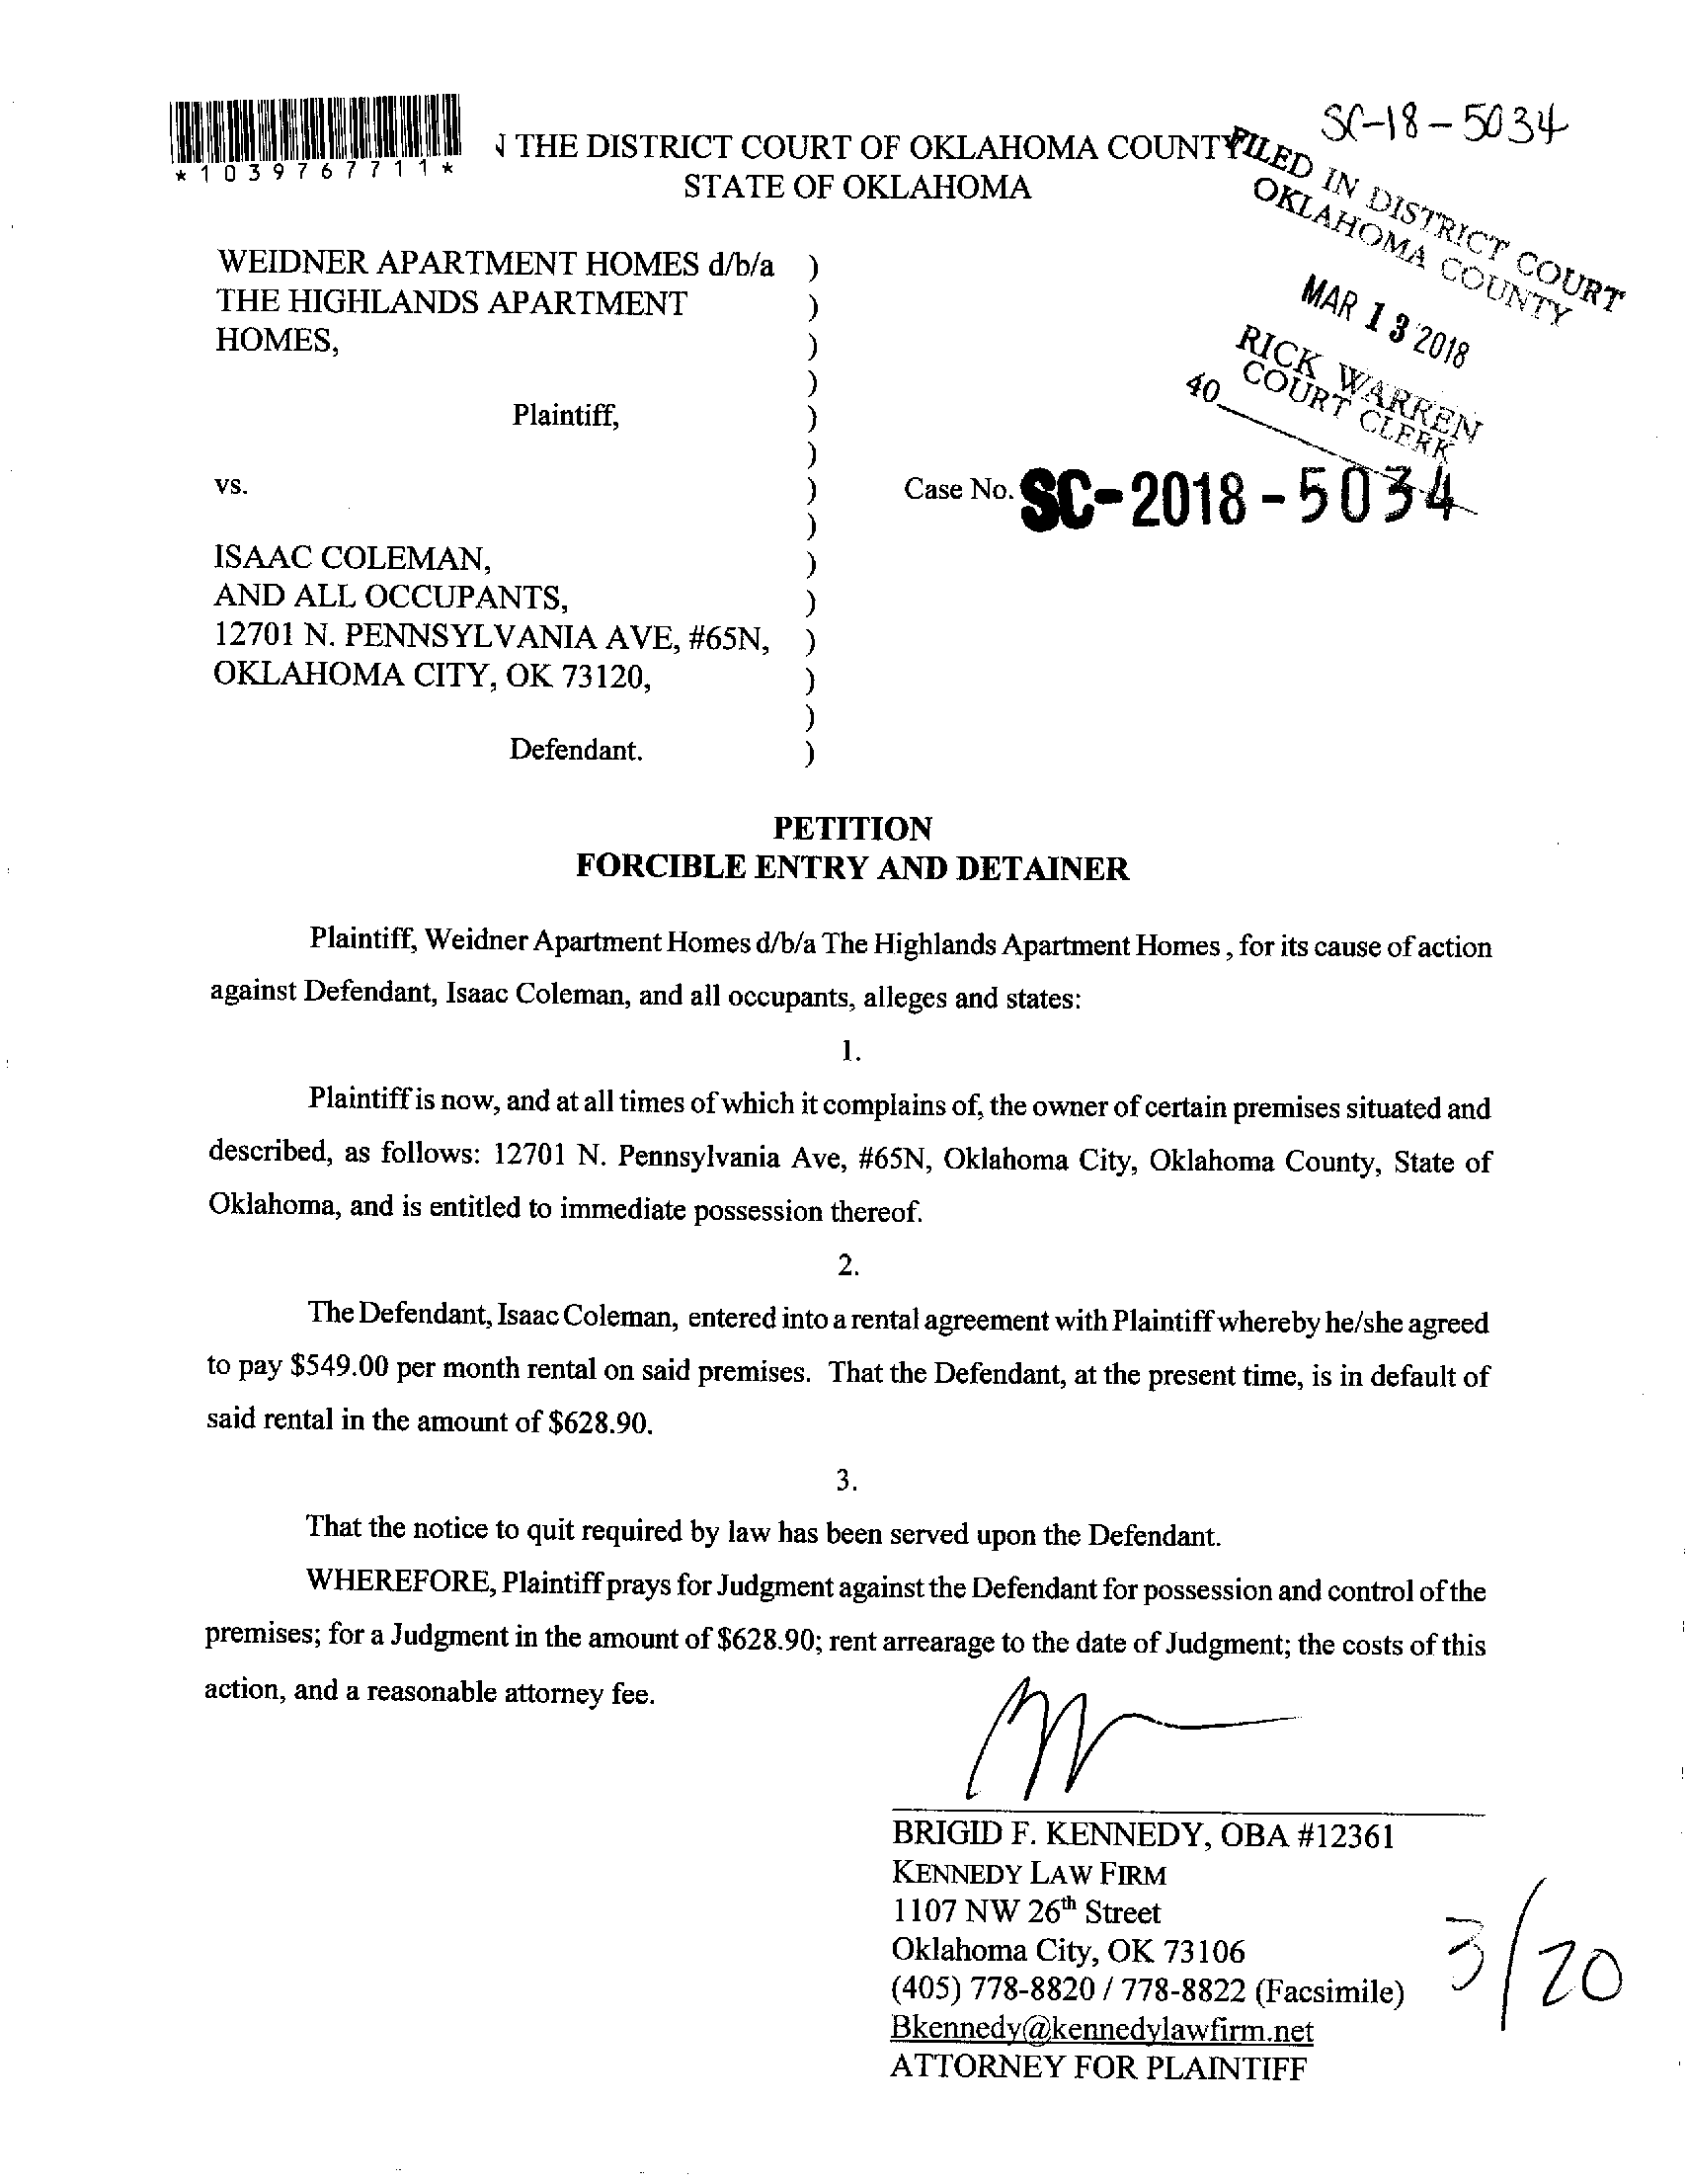 SC-18-5034
*1039767711*
THE DISTRICT COURT OF OKLAHOMA COUNTY
STATE OF OKLAHOMA
FILED IN DISTRICT COURT
OKLAHOMA COUNTY
MAR 13 2018
RICK WARREN
COURT CLERK
40
WEIDNER APARTMENT HOMES d/b/a )
THE HIGHLANDS APARTMENT )
HOMES, )
)
Plaintiff, )
)
vs. ) Case No. SC-2018-5034
)
ISAAC COLEMAN, )
AND ALL OCCUPANTS, )
12701 N. PENNSYLVANIA AVE, #65N, )
OKLAHOMA CITY, OK 73120, )
)
Defendant. )
PETITION
FORCIBLE ENTRY AND DETAINER
Plaintiff, Weidner Apartment Homes d/b/a The Highlands Apartment Homes , for its cause of action
against Defendant, Isaac Coleman, and all occupants, alleges and states:
1.
Plaintiff is now, and at all times of which it complains of, the owner of certain premises situated and
described, as follows: 12701 N. Pennsylvania Ave, #65N, Oklahoma City, Oklahoma County, State of
Oklahoma, and is entitled to immediate possession thereof.
2.
The Defendant, Isaac Coleman, entered into a rental agreement with Plaintiff whereby he/she agreed
to pay $549.00 per month rental on said premises. That the Defendant, at the present time, is in default of
said rental in the amount of $628.90.
3.
That the notice to quit required by law has been served upon the Defendant.
WHEREFORE, Plaintiff prays for Judgment against the Defendant for possession and control of the
premises; for a Judgment in the amount of $628.90; rent arrearage to the date of Judgment; the costs of this
action, and a reasonable attorney fee.
BRIGID F. KENNEDY, OBA #12361
KENNEDY LAW FIRM
1107 NW 26th Street
Oklahoma City, OK 73106
(405) 778-8820 / 778-8822 (Facsimile)
Bkennedy@kennedylawfirm.net
ATTORNEY FOR PLAINTIFF
3/20